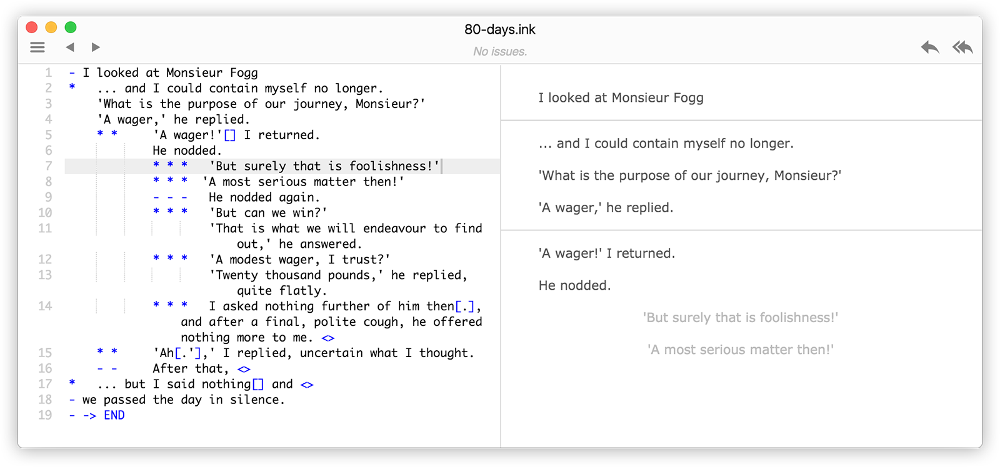 80-days.ink
No issues.
1 - I looked at Monsieur Fogg
2 * ... and I could contain myself no longer.
3 'What is the purpose of our journey, Monsieur?'
4 'A wager,' he replied.
5 * * 'A wager!'[] I returned.
6 He nodded.
7 * * * 'But surely that is foolishness!'
8 * * * 'A most serious matter then!'
9 - - - He nodded again.
10 * * * 'But can we win?'
11 'That is what we will endeavour to find
out,' he answered.
12 * * * 'A modest wager, I trust?'
13 'Twenty thousand pounds,' he replied,
quite flatly.
14 * * * I asked nothing further of him then[.],
and after a final, polite cough, he offered
nothing more to me. <>
15 * * 'Ah[.'],' I replied, uncertain what I thought.
16 - - After that, <>
17 * ... but I said nothing[] and <>
18 - we passed the day in silence.
19 - -> END
I looked at Monsieur Fogg
... and I could contain myself no longer.
'What is the purpose of our journey, Monsieur?'
'A wager,' he replied.
'A wager!' I returned.
He nodded.
'But surely that is foolishness!'
'A most serious matter then!'